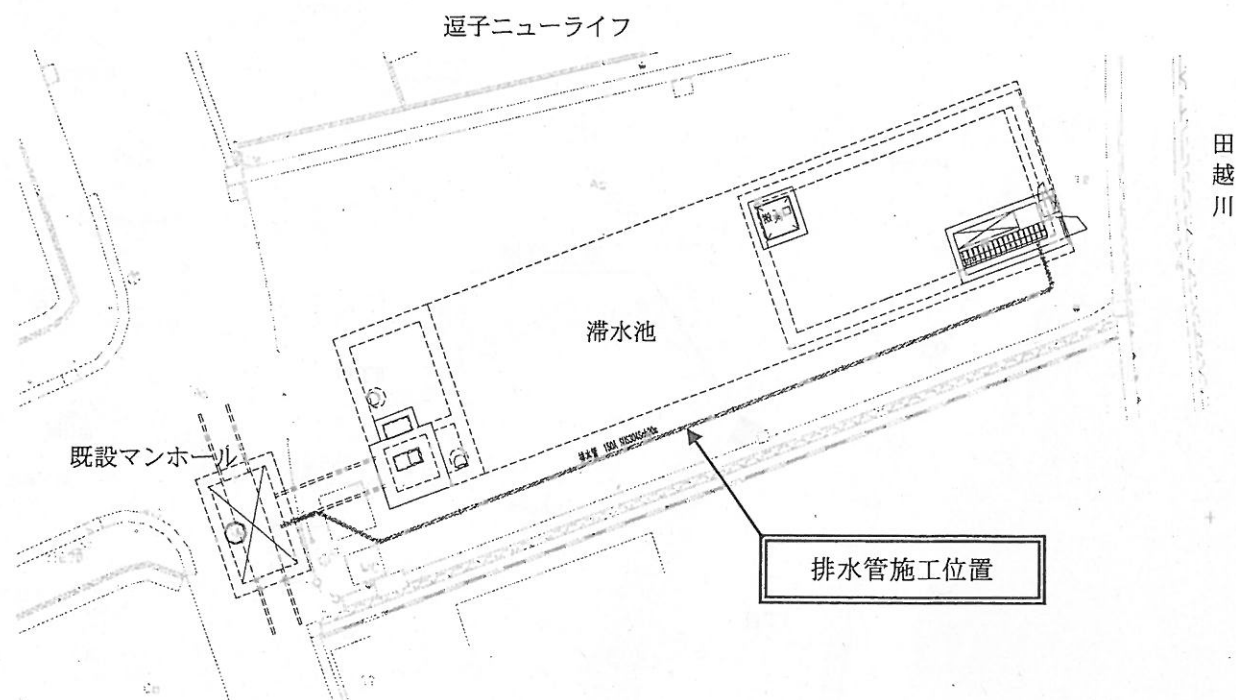 逗子ニューライフ
田越川
滞水池
既設マンホール
排水管施工位置